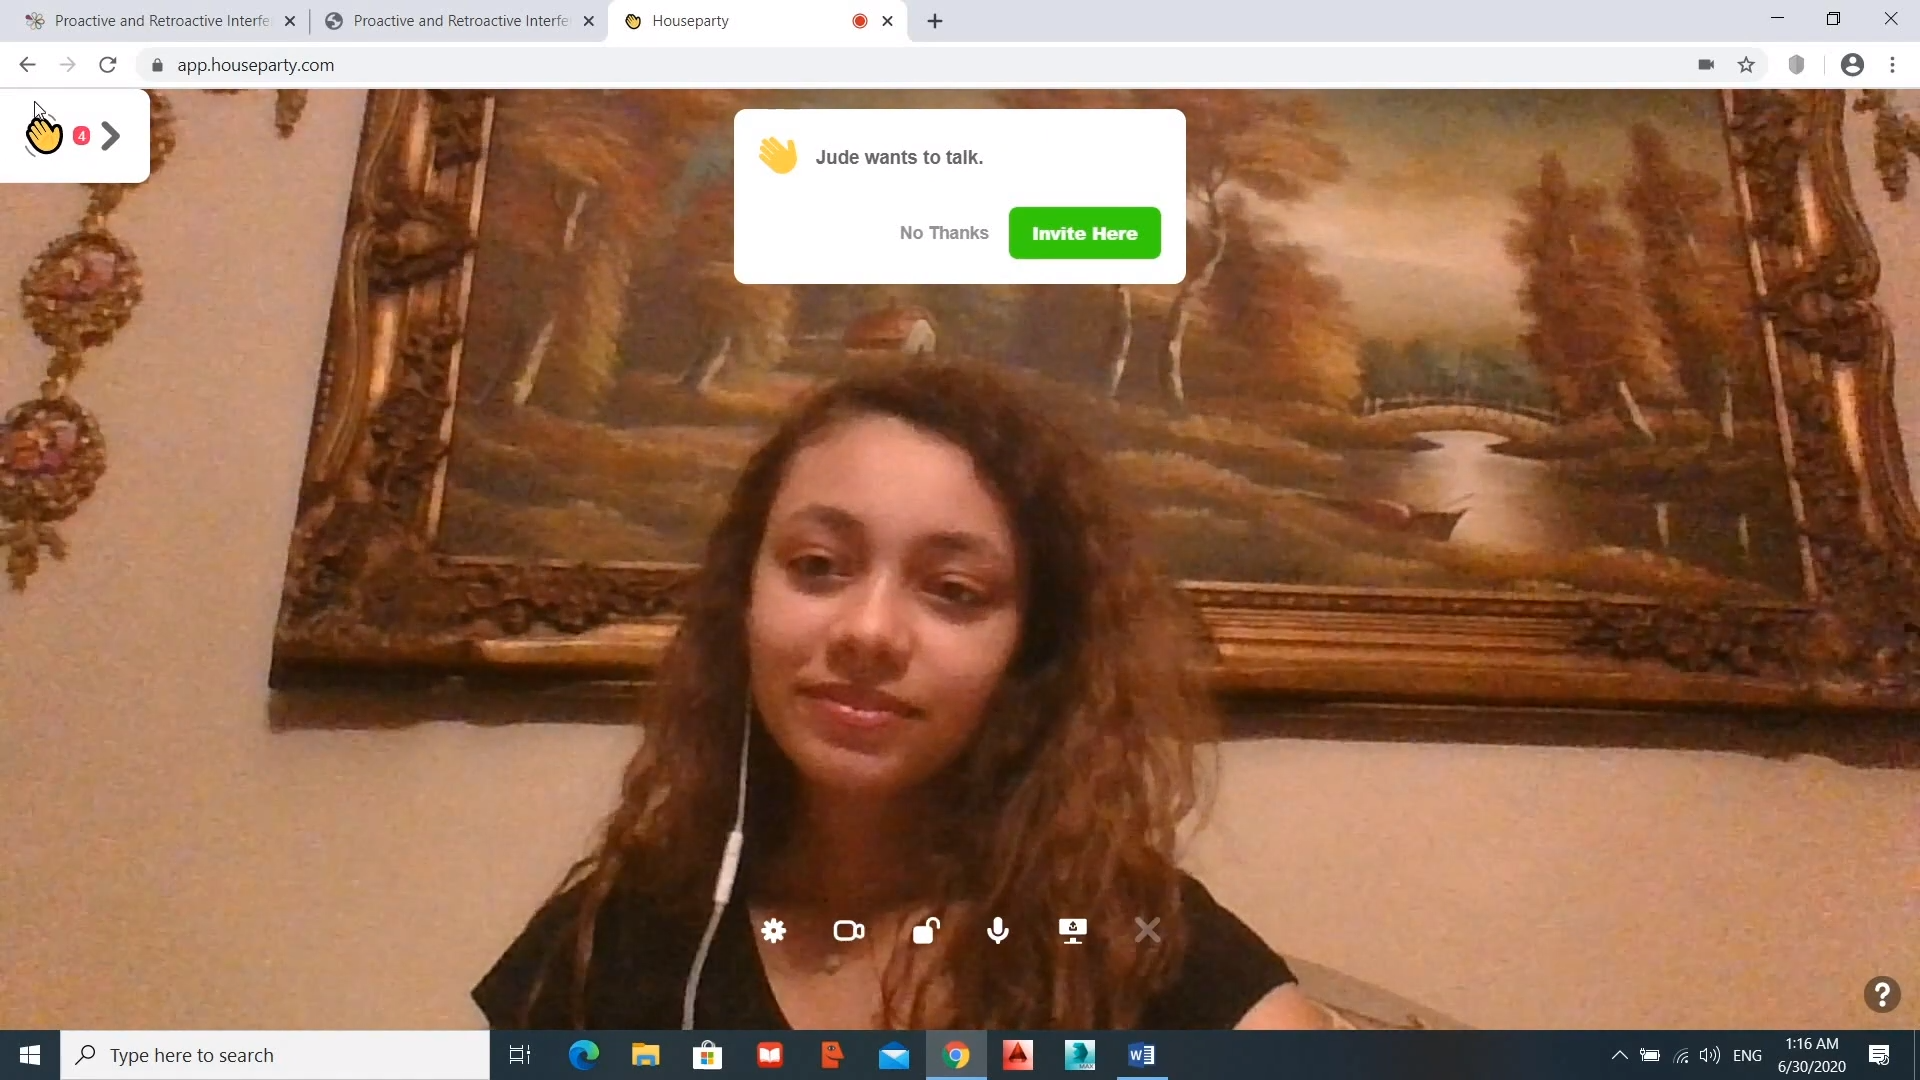 Proactive and Retroactive Interfe
Proactive and Retroactive Interfe
Houseparty
app.houseparty.com
4
Jude wants to talk.
No Thanks
Invite Here
?
Type here to search
ENG
1:16 AM
6/30/2020